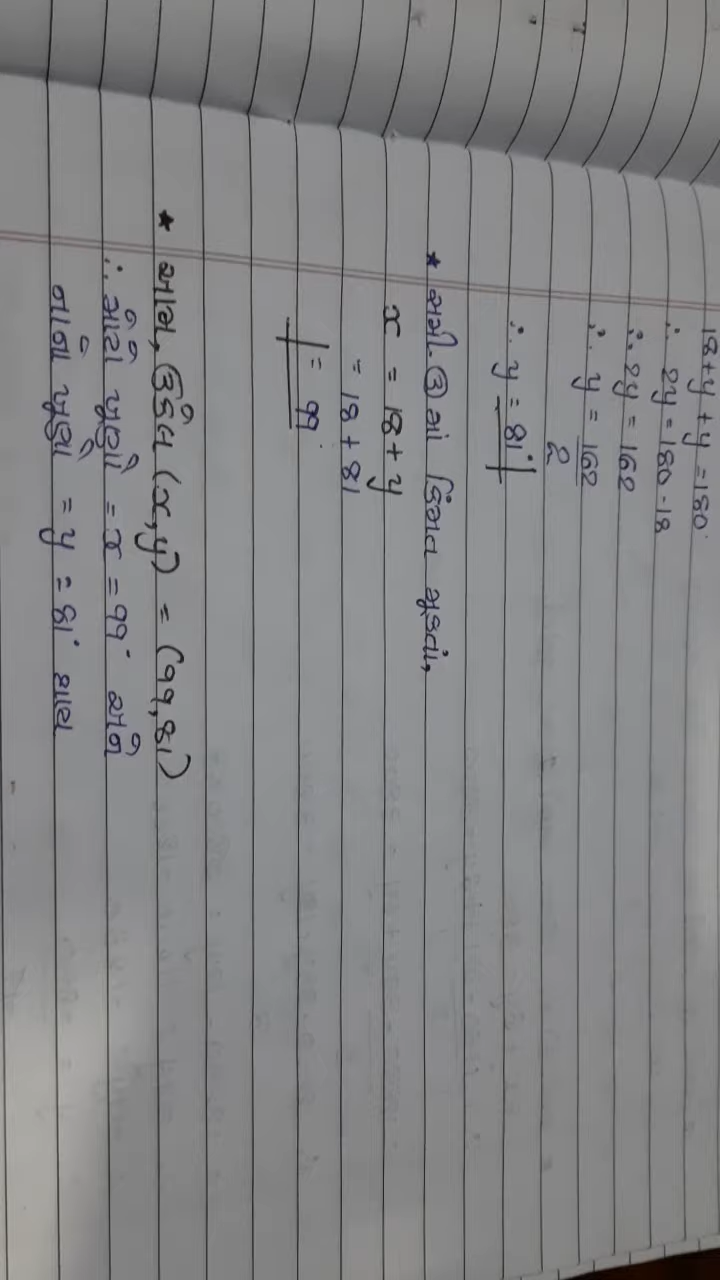 18 + y + y = 180°
∴ 2y = 180 - 18
∴ 2y = 162
∴ y = 162/2
∴ y = 81°
* સમી. ③ માં કિંમત મૂકતાં,
x = 18 + y
= 18 + 81
= 99°
* આમ, ઉકેલ (x, y) = (99, 81)
∴ મોટો ખૂણો = x = 99° અને
નાનો ખૂણો = y = 81° થાય